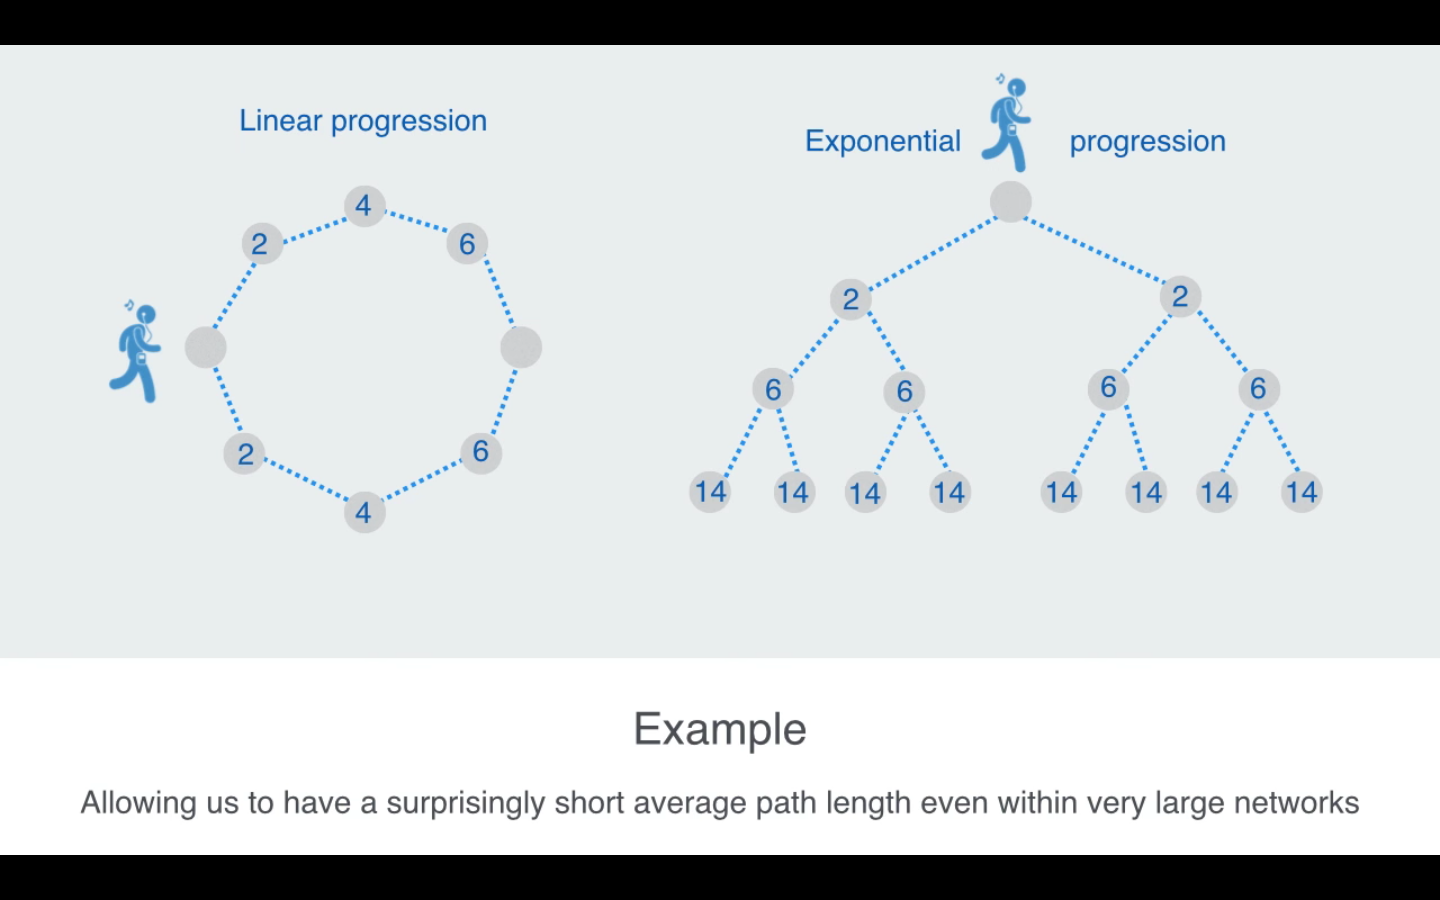 Linear progression
4
2
6
2
6
4
Exponential progression
2 2
6 6 6 6
14 14 14 14 14 14 14 14
Example
Allowing us to have a surprisingly short average path length even within very large networks